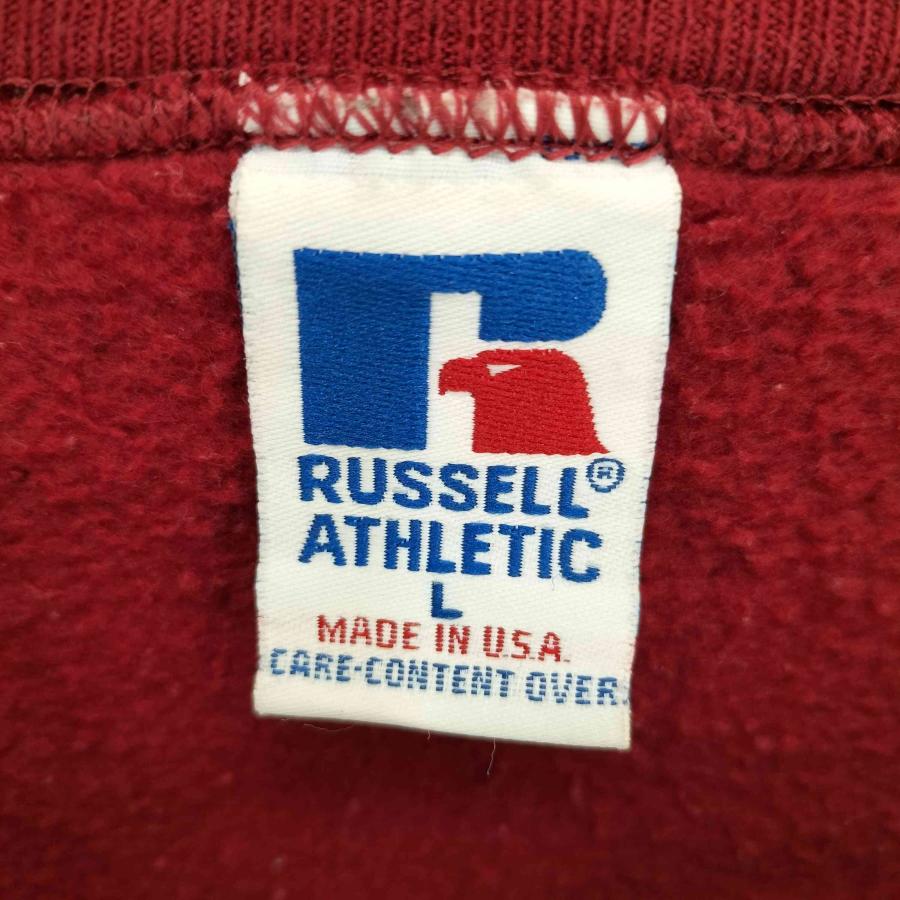 RUSSELL®
ATHLETIC
L
MADE IN U.S.A.
CARE-CONTENT OVER